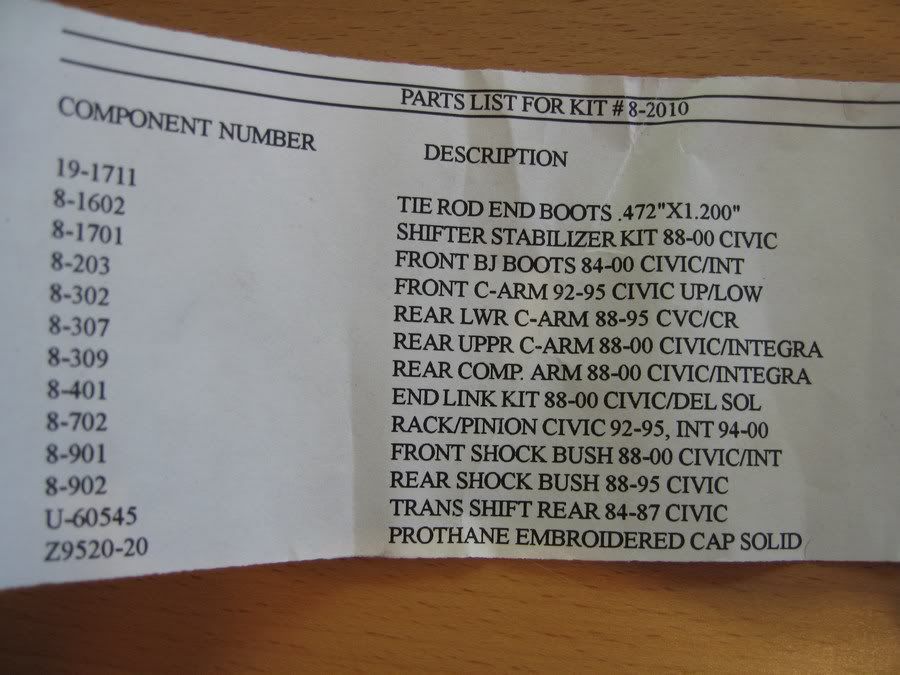 PARTS LIST FOR KIT # 8-2010
COMPONENT NUMBER DESCRIPTION
19-1711 TIE ROD END BOOTS .472"X1.200"
8-1602 SHIFTER STABILIZER KIT 88-00 CIVIC
8-1701 FRONT BJ BOOTS 84-00 CIVIC/INT
8-203 FRONT C-ARM 92-95 CIVIC UP/LOW
8-302 REAR LWR C-ARM 88-95 CVC/CR
8-307 REAR UPPR C-ARM 88-00 CIVIC/INTEGRA
8-309 REAR COMP. ARM 88-00 CIVIC/INTEGRA
8-401 END LINK KIT 88-00 CIVIC/DEL SOL
8-702 RACK/PINION CIVIC 92-95, INT 94-00
8-901 FRONT SHOCK BUSH 88-00 CIVIC/INT
8-902 REAR SHOCK BUSH 88-95 CIVIC
U-60545 TRANS SHIFT REAR 84-87 CIVIC
Z9520-20 PROTHANE EMBROIDERED CAP SOLID